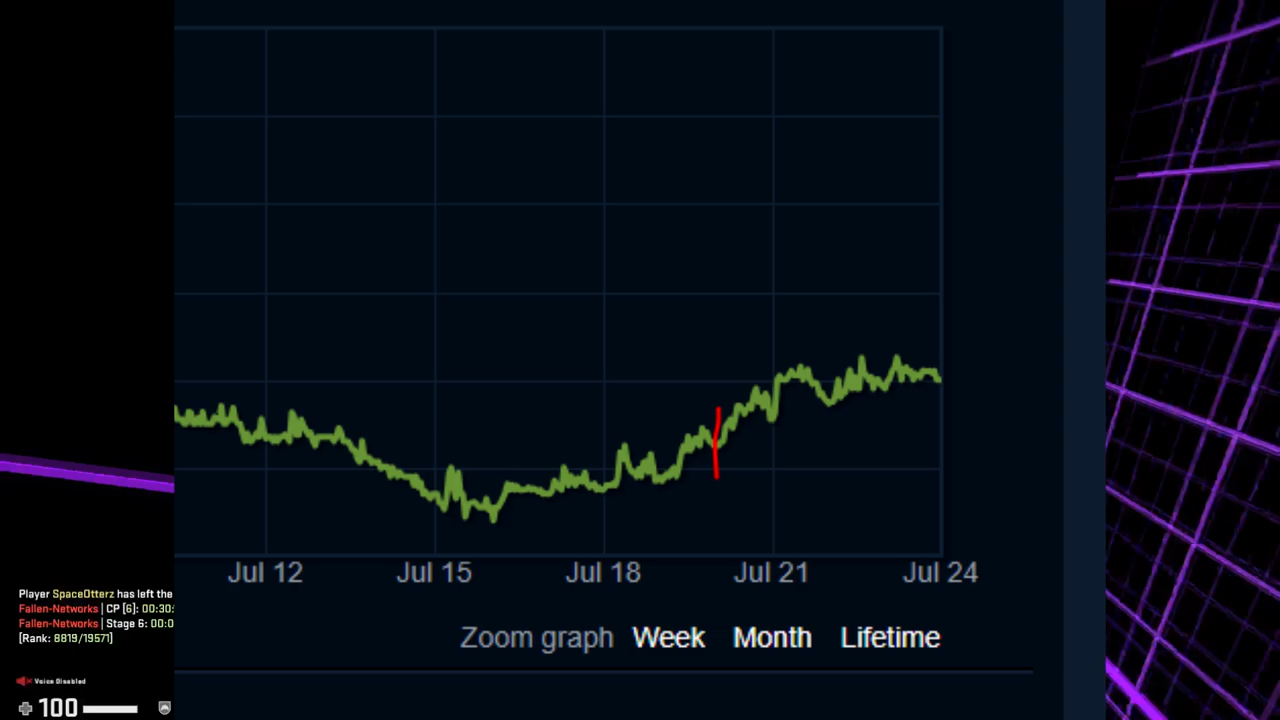 Jul 12 Jul 15 Jul 18 Jul 21 Jul 24
Zoom graph Week Month Lifetime
Player SpaceOtterz has left the
Fallen-Networks | CP [6]: 00:30:
Fallen-Networks | Stage 6: 00:0
[Rank: 8819/19571]
Voice Disabled
100